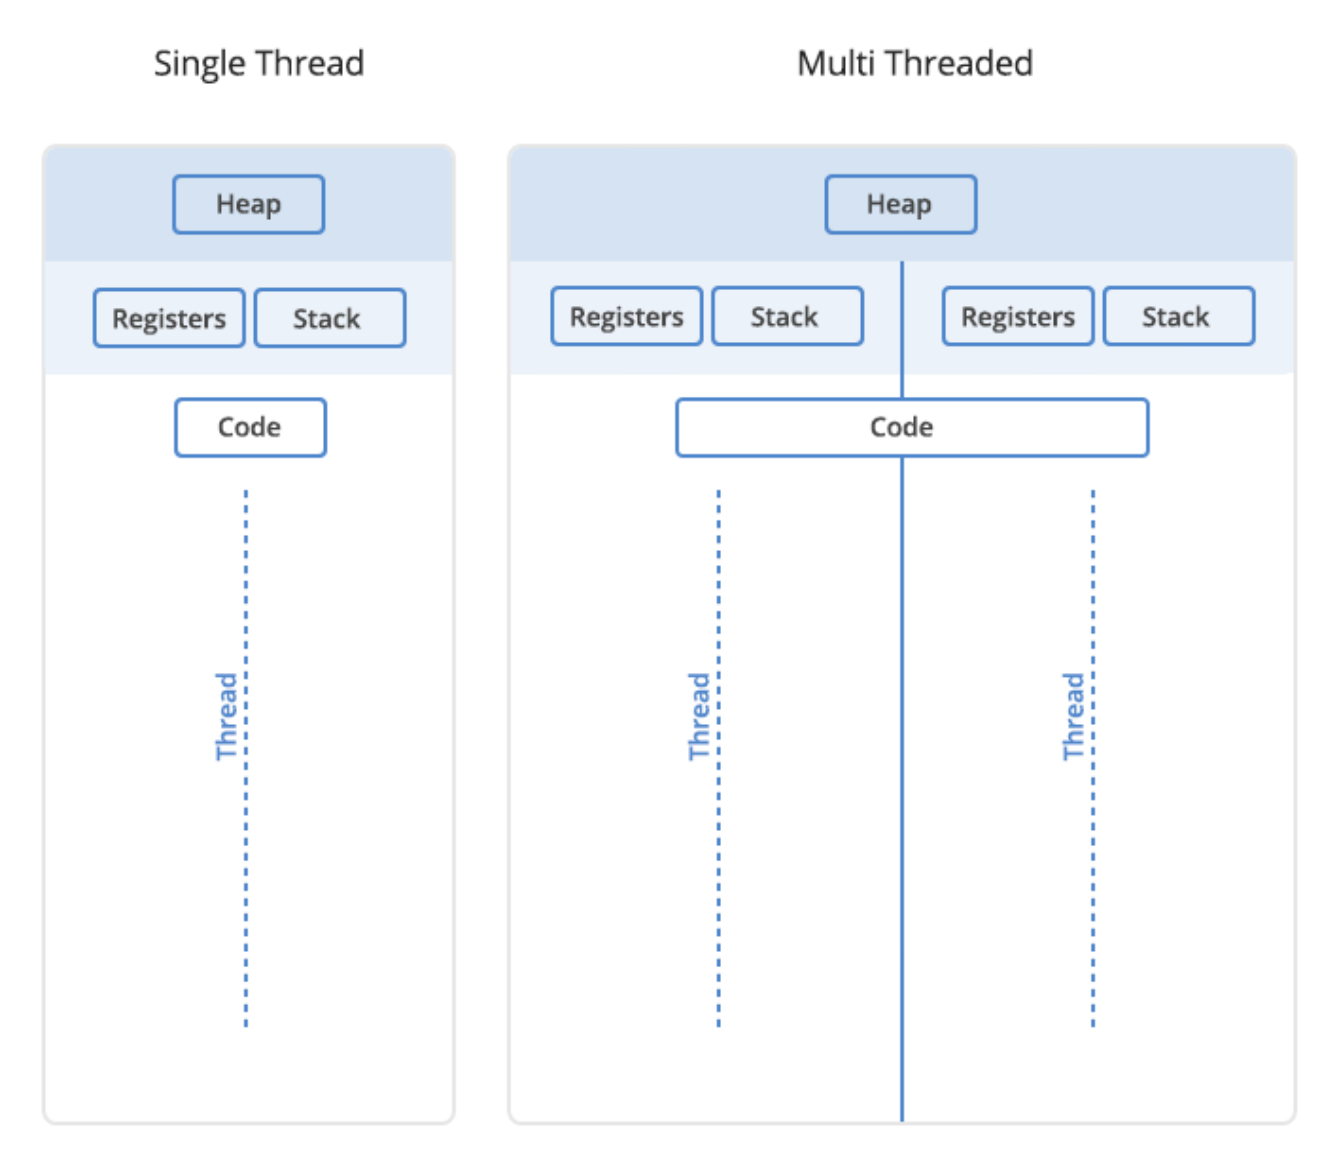 Single Thread
Multi Threaded
Heap
Registers
Stack
Code
Thread
Heap
Registers
Stack
Registers
Stack
Code
Thread
Thread